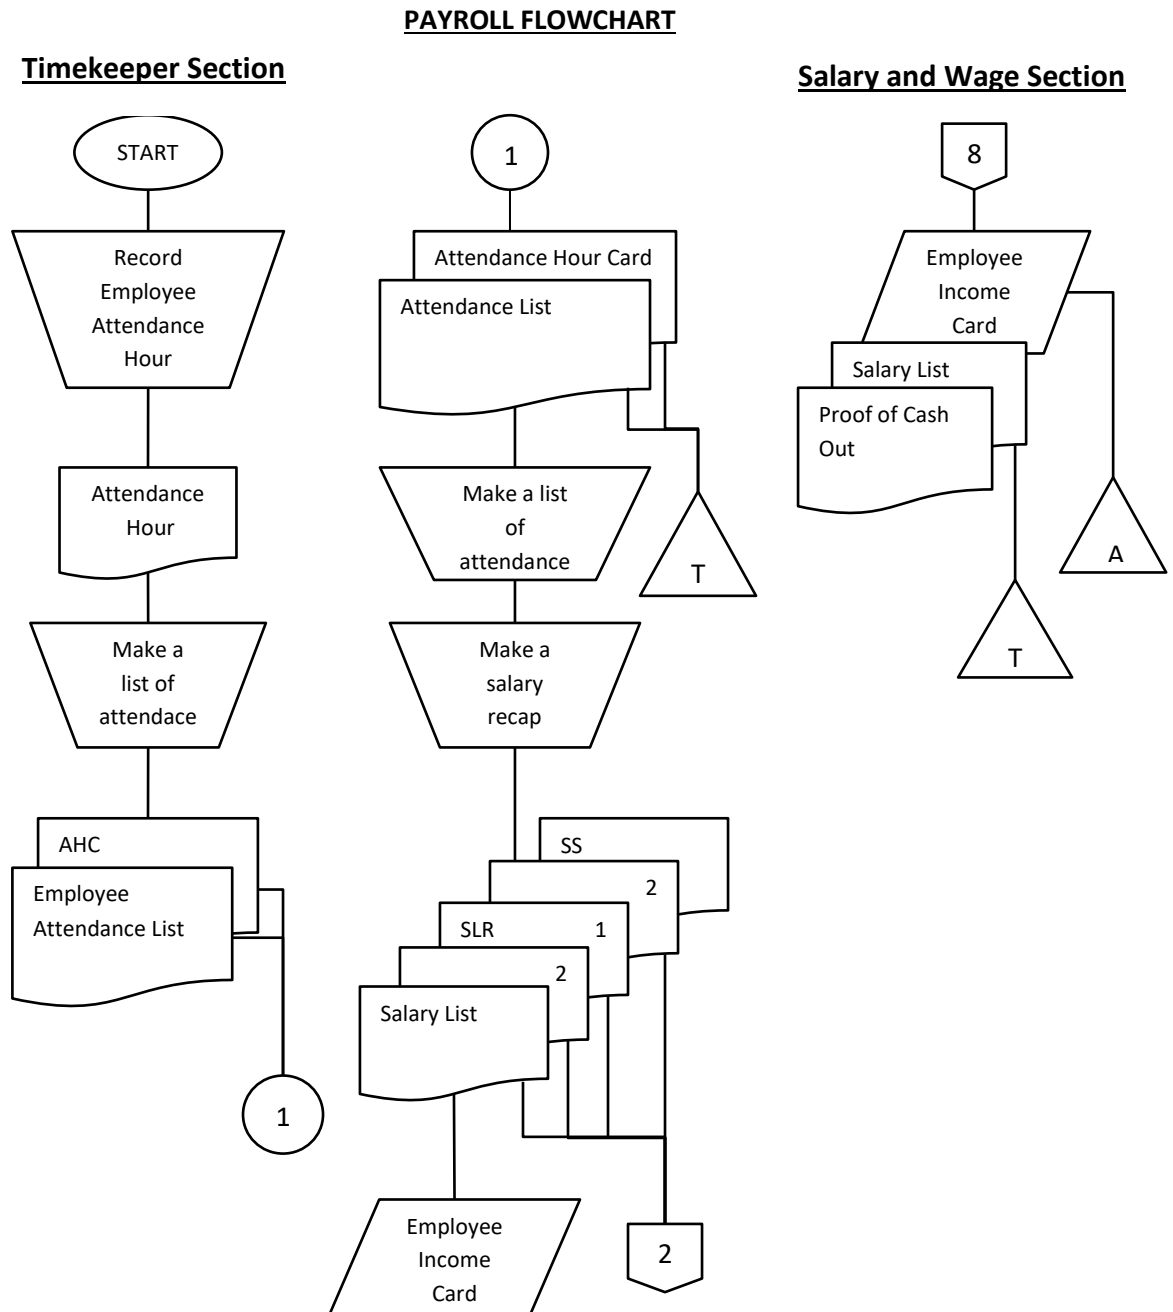 PAYROLL FLOWCHART
Timekeeper Section
Salary and Wage Section
START
Record
Employee
Attendance
Hour
Attendance
Hour
Make a
list of
attendace
AHC
Employee
Attendance List
1
1
Attendance Hour Card
Attendance List
T
Make a list
of
attendance
Make a
salary
recap
SS
2
SLR 1
2
Salary List
2
Employee
Income
Card
8
Employee
Income
Card
Salary List
Proof of Cash
Out
A
T